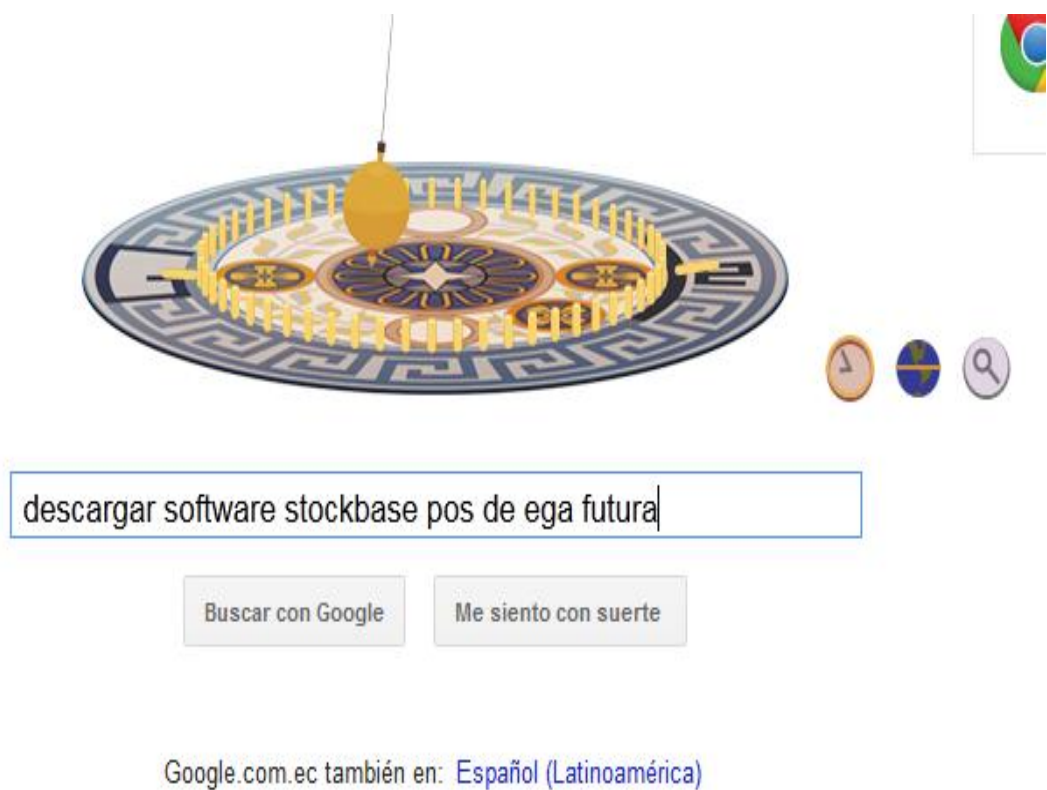 descargar software stockbase pos de ega futura
Buscar con Google
Me siento con suerte
Google.com.ec también en: Español (Latinoamérica)